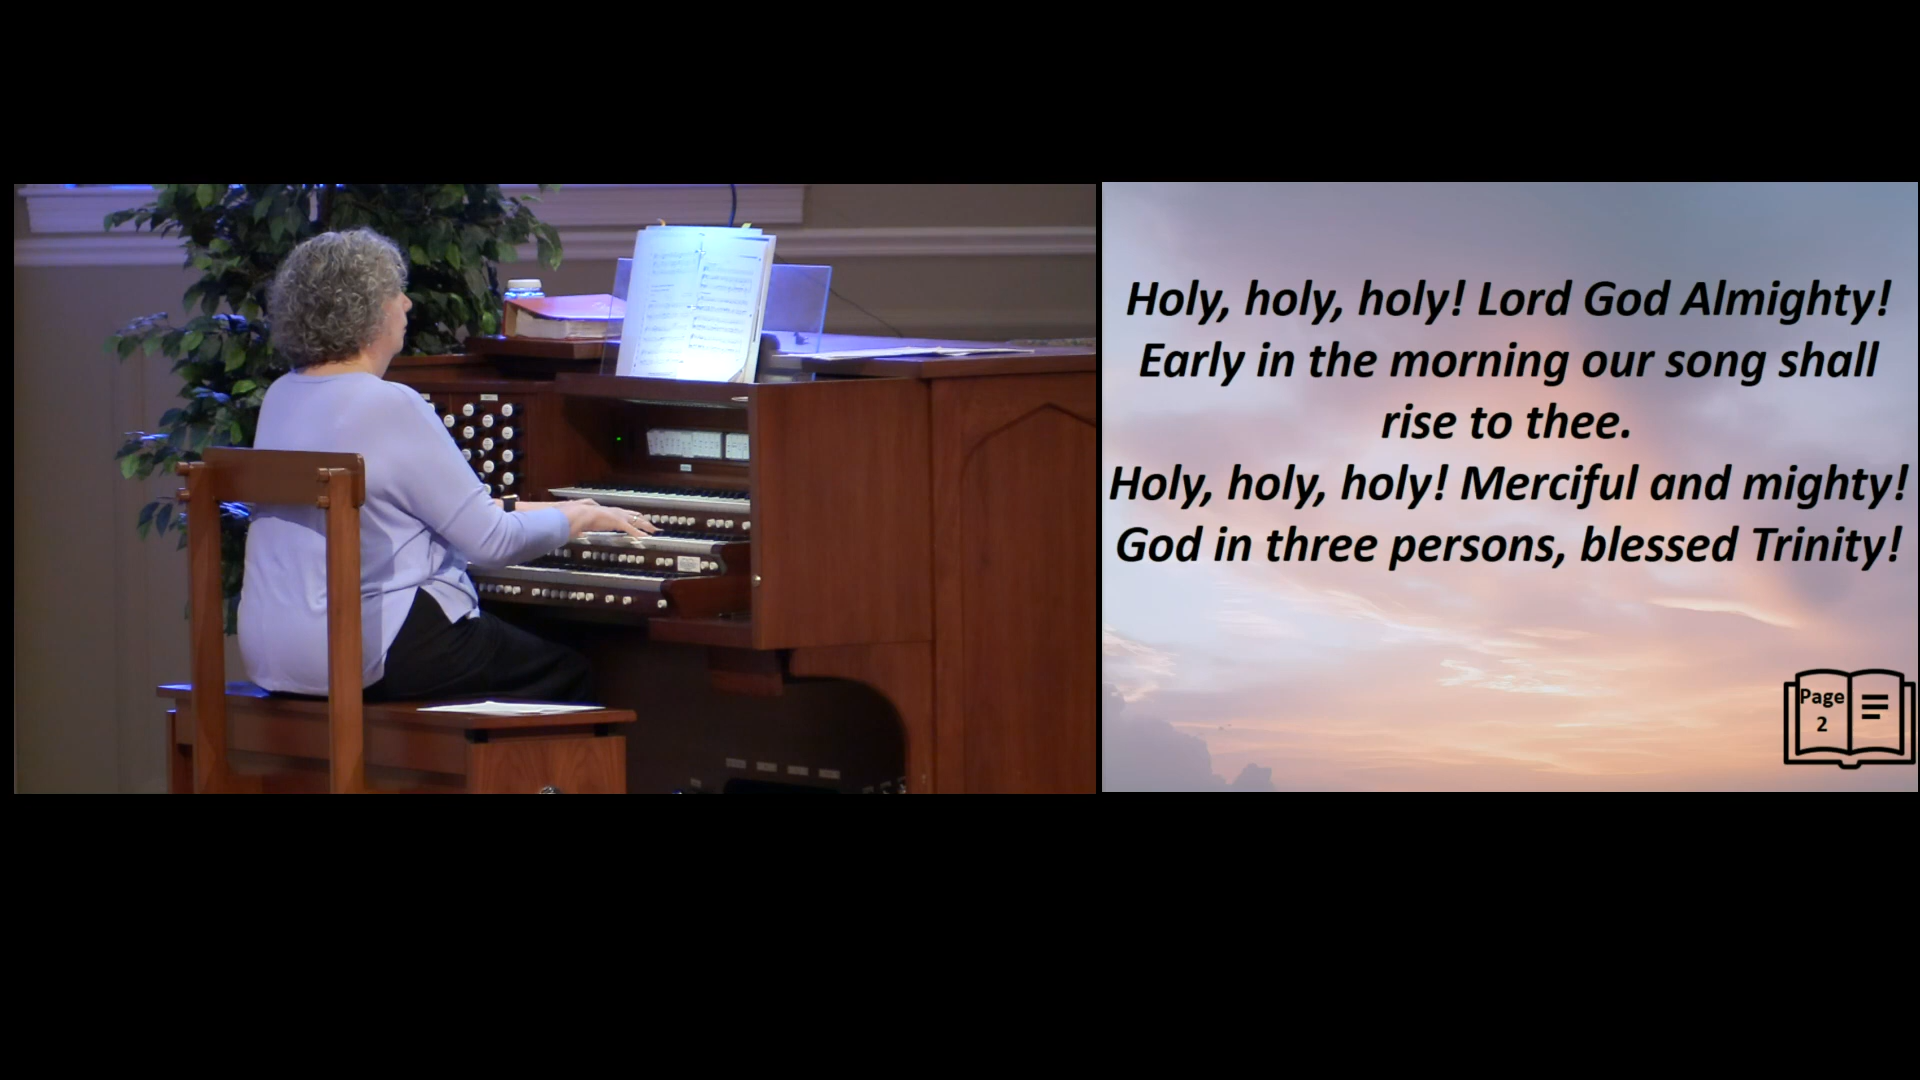 Holy, holy, holy! Lord God Almighty!
Early in the morning our song shall
rise to thee.
Holy, holy, holy! Merciful and mighty!
God in three persons, blessed Trinity!
Page
2